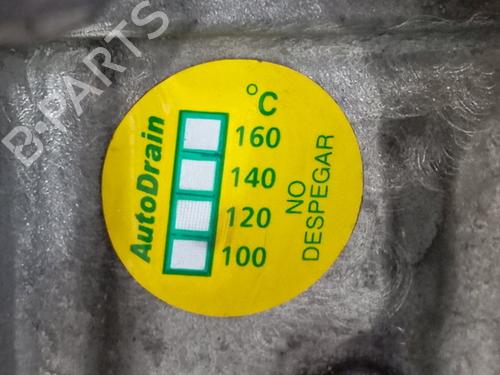 B-PARTS
AutoDrain
°C
160
140
120
100
NO
DESPEGAR